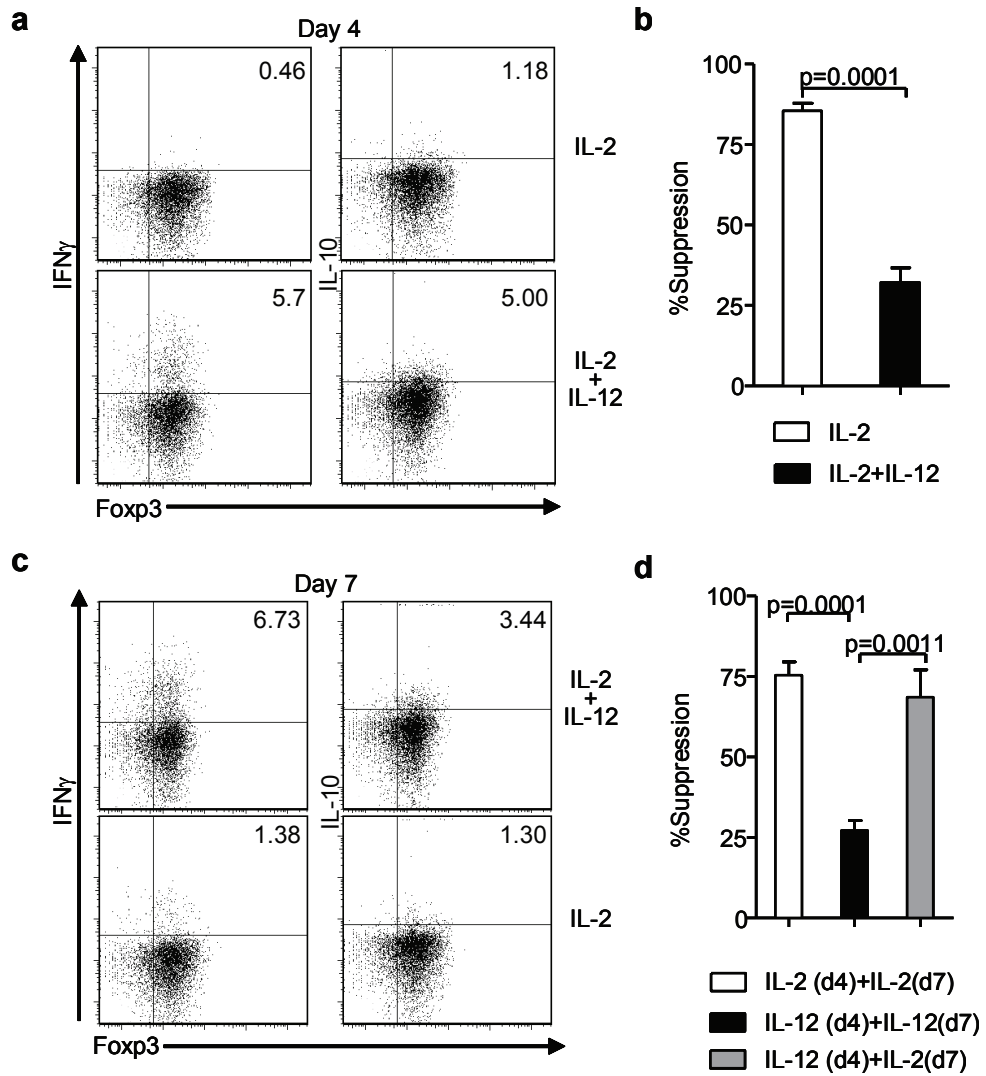 a
Day 4
IFNγ
0.46
IL-10
1.18
IL-2
5.7
5.00
IL-2
+
IL-12
Foxp3
b
%Suppression
100
75
50
25
0
p=0.0001
IL-2
IL-2+IL-12
c
Day 7
IFNγ
6.73
IL-10
3.44
IL-2
+
IL-12
1.38
1.30
IL-2
Foxp3
d
%Suppression
100
75
50
25
0
p=0.0001
p=0.0011
IL-2 (d4)+IL-2(d7)
IL-12 (d4)+IL-12(d7)
IL-12 (d4)+IL-2(d7)